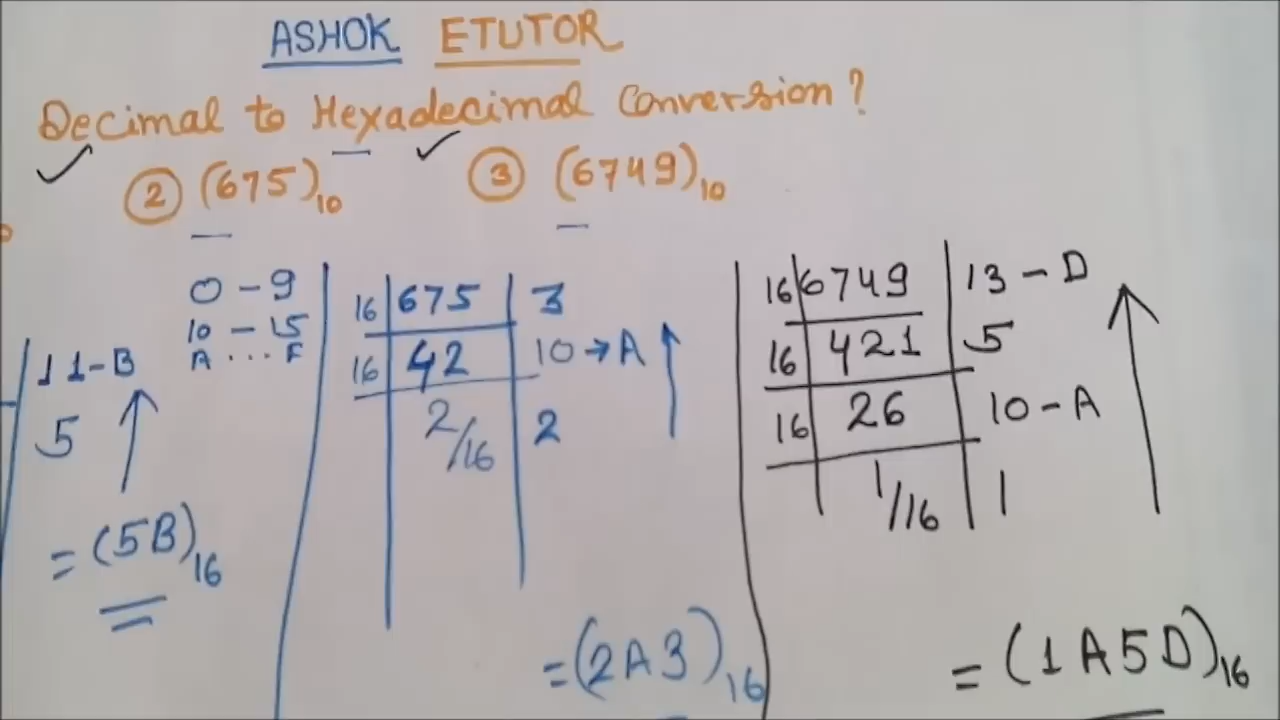 ASHOK ETUTOR
Decimal to Hexadecimal Conversion?
② (675)10 ③ (6749)10
0 - 9
10 - 15
A ... F
11-B
5
= (5B)16
16 675 3
16 42 10→A
2/16 2
= (2A3)16
16 6749 13 - D
16 421 5
16 26 10 - A
1/16 1
= (1A5D)16